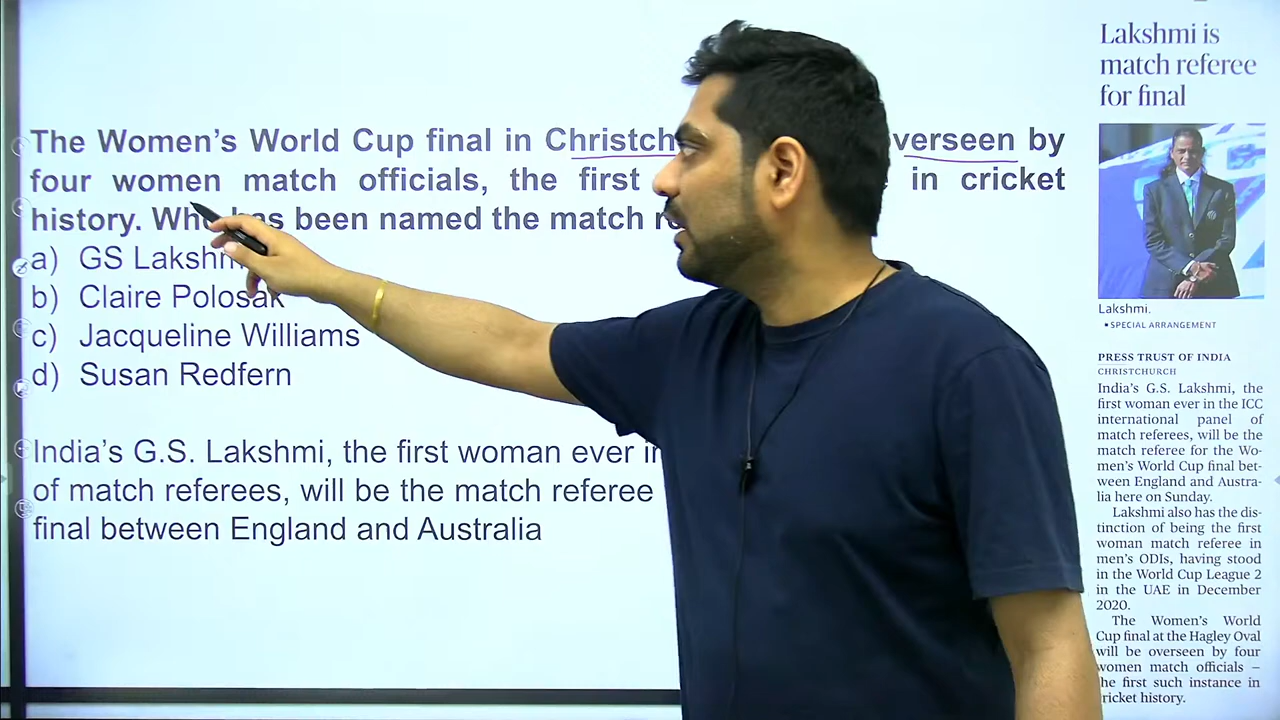 The Women's World Cup final in Christch verseen by
four women match officials, the first in cricket
history. Who has been named the match
a) GS Lakshm
b) Claire Polosak
c) Jacqueline Williams
d) Susan Redfern
India's G.S. Lakshmi, the first woman ever
of match referees, will be the match referee
final between England and Australia
Lakshmi is
match referee
for final
Lakshmi.
▪ SPECIAL ARRANGEMENT
PRESS TRUST OF INDIA
CHRISTCHURCH
India's G.S. Lakshmi, the
first woman ever in the ICC
international panel of
match referees, will be the
match referee for the Wo-
men's World Cup final bet-
ween England and Austra-
lia here on Sunday.
Lakshmi also has the dis-
tinction of being the first
woman match referee in
men's ODIs, having stood
in the World Cup League 2
in the UAE in December
2020.
The Women's World
Cup final at the Hagley Oval
will be overseen by four
women match officials –
the first such instance in
cricket history.